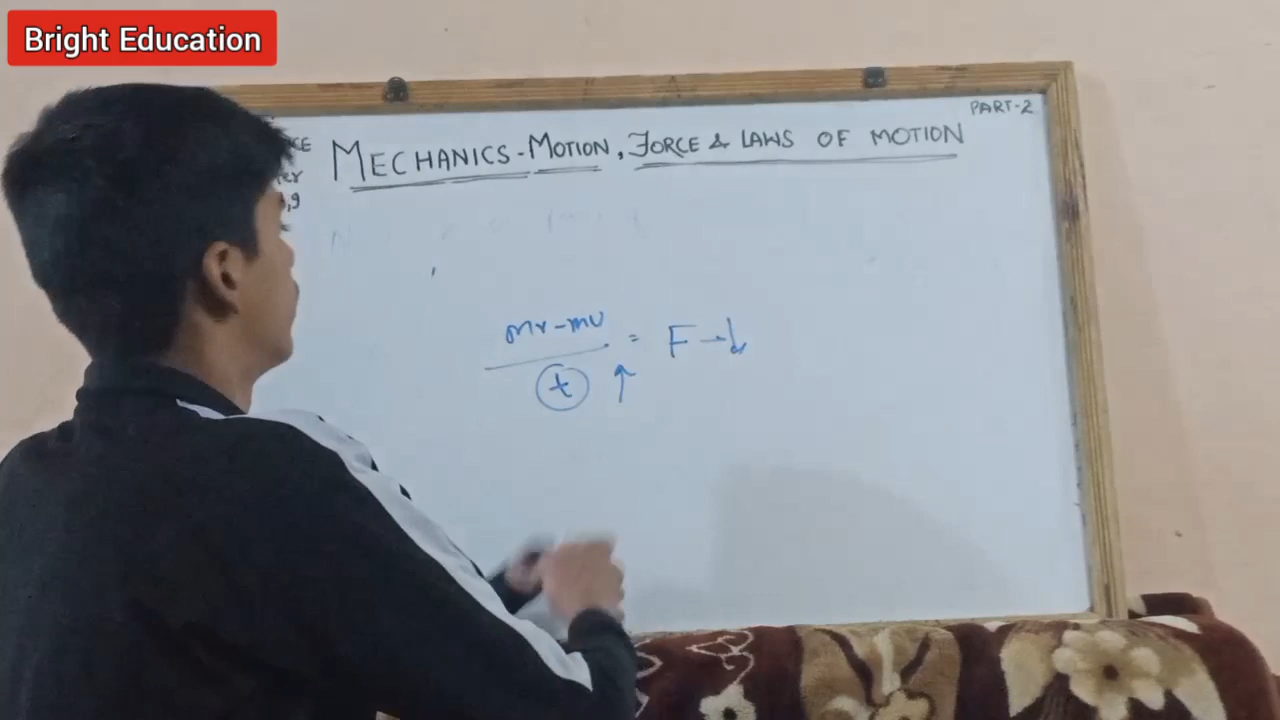 Bright Education
PART-2
MECHANICS-MOTION, FORCE & LAWS OF MOTION
mv-mu
= F→↓
t ↑